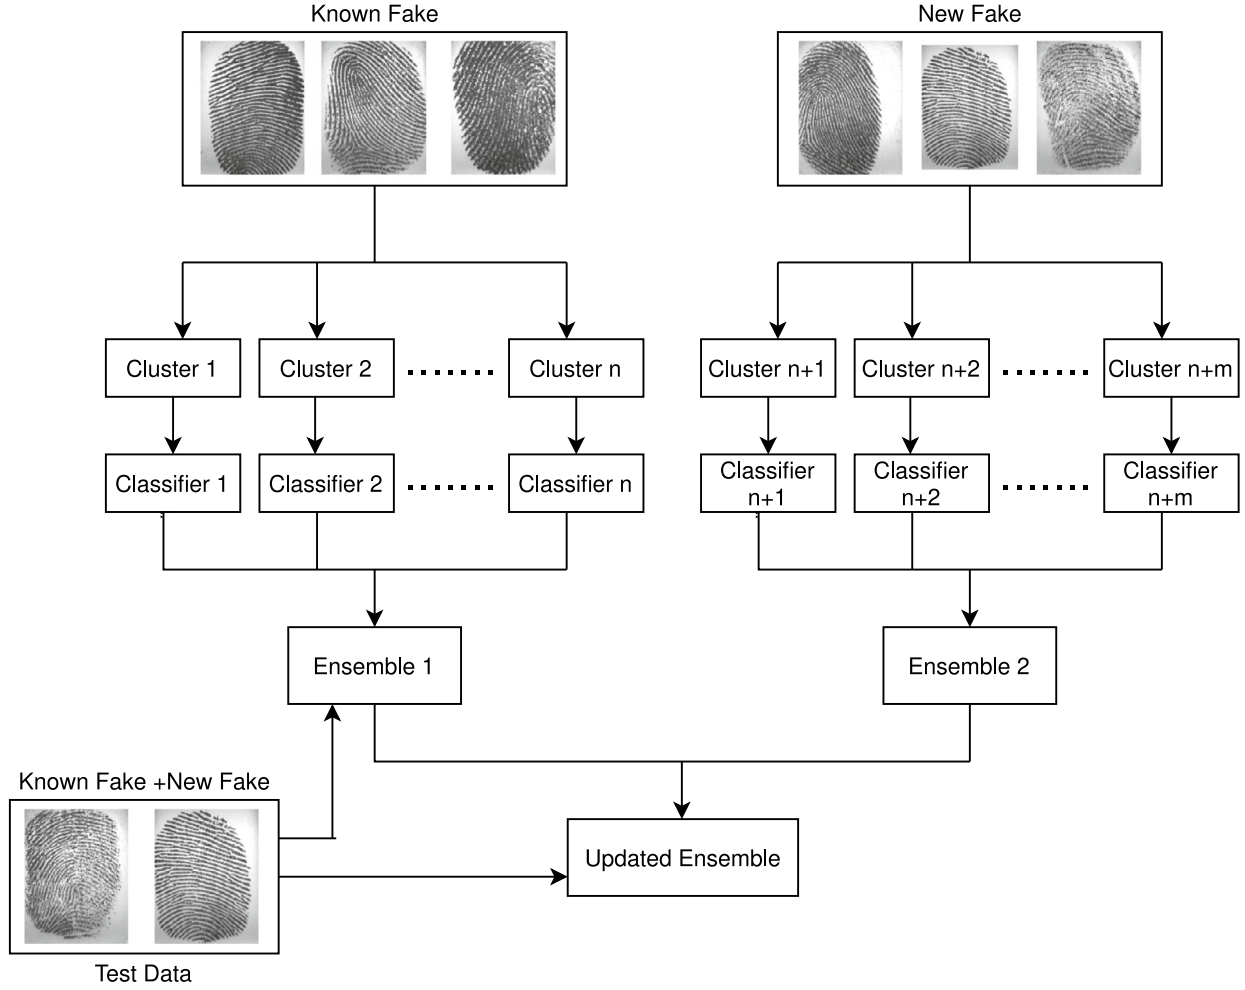 Known Fake
New Fake
Cluster 1
Cluster 2
Cluster n
Cluster n+1
Cluster n+2
Cluster n+m
Classifier 1
Classifier 2
Classifier n
Classifier
n+1
Classifier
n+2
Classifier
n+m
Ensemble 1
Ensemble 2
Known Fake +New Fake
Updated Ensemble
Test Data